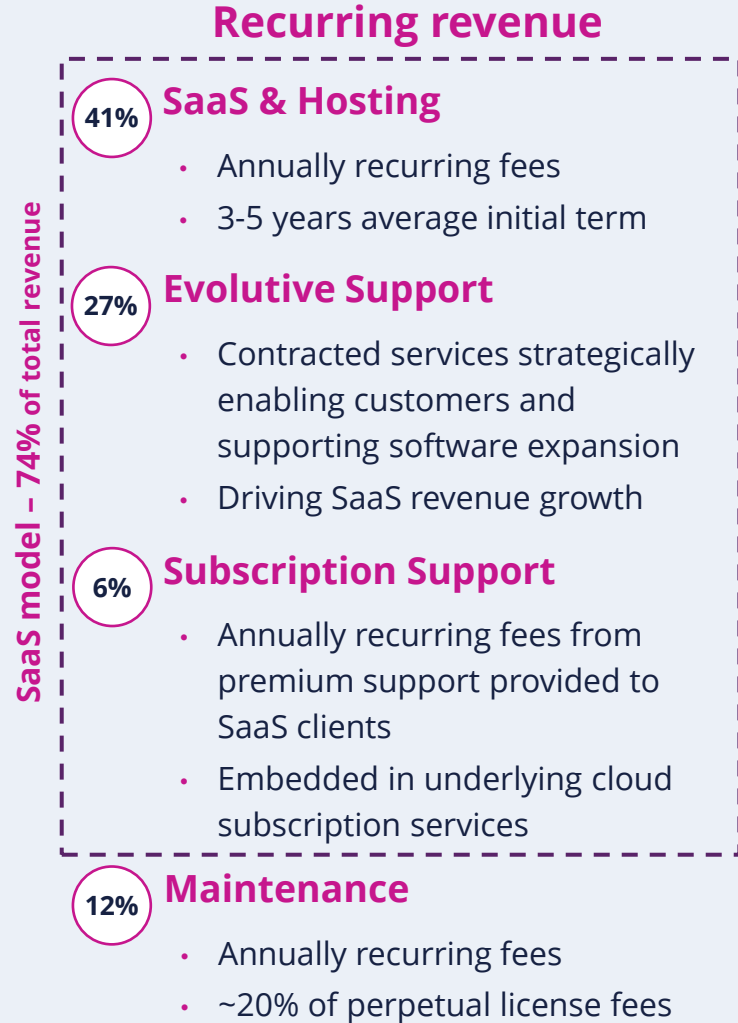 Recurring revenue
SaaS model – 74% of total revenue
41%
SaaS & Hosting
• Annually recurring fees
• 3-5 years average initial term
27%
Evolutive Support
• Contracted services strategically
enabling customers and
supporting software expansion
• Driving SaaS revenue growth
6%
Subscription Support
• Annually recurring fees from
premium support provided to
SaaS clients
• Embedded in underlying cloud
subscription services
12%
Maintenance
• Annually recurring fees
• ~20% of perpetual license fees